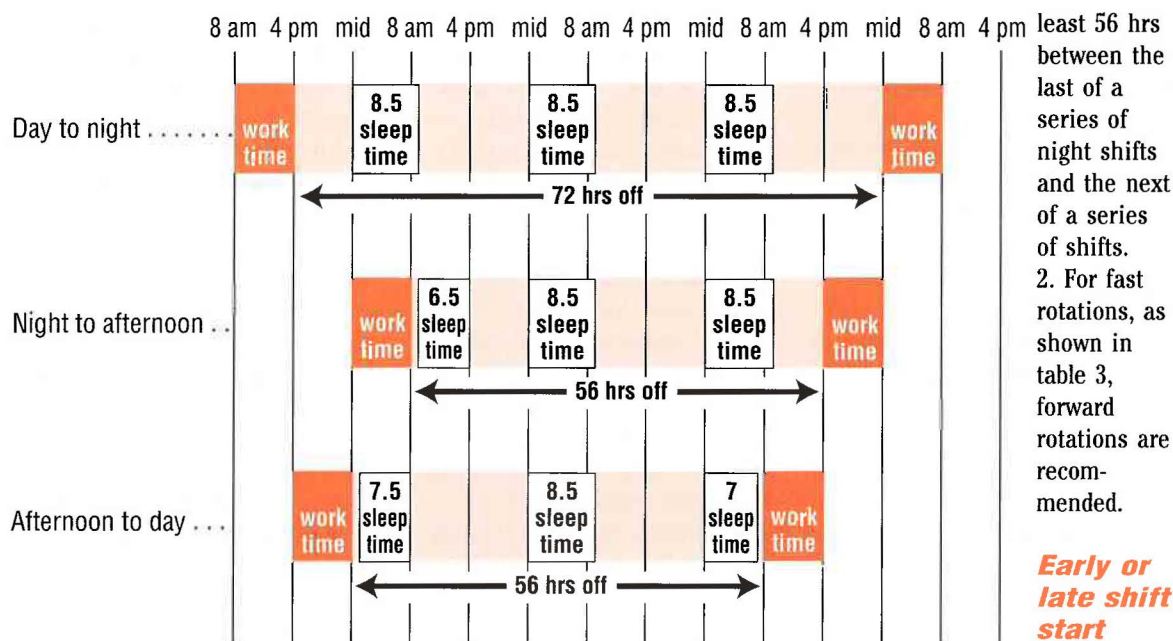 8 am 4 pm mid 8 am 4 pm mid 8 am 4 pm mid 8 am 4 pm mid 8 am 4 pm
Day to night . . . . . . .
work
time
8.5
sleep
time
8.5
sleep
time
8.5
sleep
time
work
time
72 hrs off
Night to afternoon . .
work
time
6.5
sleep
time
8.5
sleep
time
8.5
sleep
time
work
time
56 hrs off
Afternoon to day . . .
work
time
7.5
sleep
time
8.5
sleep
time
7
sleep
time
work
time
56 hrs off
least 56 hrs
between the
last of a
series of
night shifts
and the next
of a series
of shifts.
2. For fast
rotations, as
shown in
table 3,
forward
rotations are
recom-
mended.
Early or
late shift
start